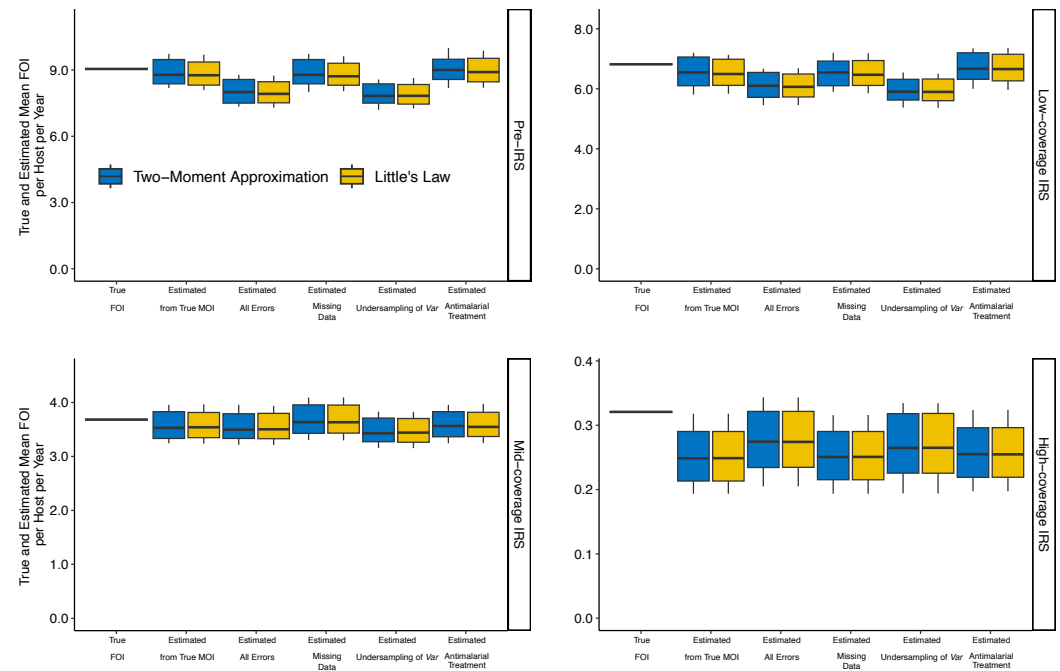 True and Estimated Mean FOI
per Host per Year
9.0
6.0
3.0
0.0
Two−Moment Approximation
Little's Law
Pre−IRS
True
FOI
Estimated
from True MOI
Estimated
All Errors
Estimated
Missing
Data
Estimated
Undersampling of Var
Estimated
Antimalarial
Treatment
8.0
6.0
4.0
2.0
0.0
Low−coverage IRS
True
FOI
Estimated
from True MOI
Estimated
All Errors
Estimated
Missing
Data
Estimated
Undersampling of Var
Estimated
Antimalarial
Treatment
True and Estimated Mean FOI
per Host per Year
4.0
3.0
2.0
1.0
0.0
Mid−coverage IRS
True
FOI
Estimated
from True MOI
Estimated
All Errors
Estimated
Missing
Data
Estimated
Undersampling of Var
Estimated
Antimalarial
Treatment
0.4
0.3
0.2
0.1
0.0
High−coverage IRS
True
FOI
Estimated
from True MOI
Estimated
All Errors
Estimated
Missing
Data
Estimated
Undersampling of Var
Estimated
Antimalarial
Treatment